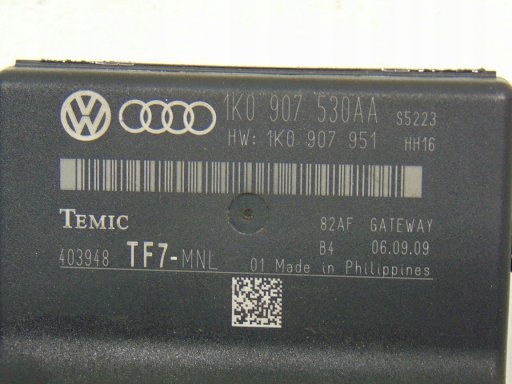 1K0 907 530AA S5223
HW: 1K0 907 951 HH16
TEMIC 82AF GATEWAY
B4 06.09.09
403948 TF7-MNL 01 Made in Philippines